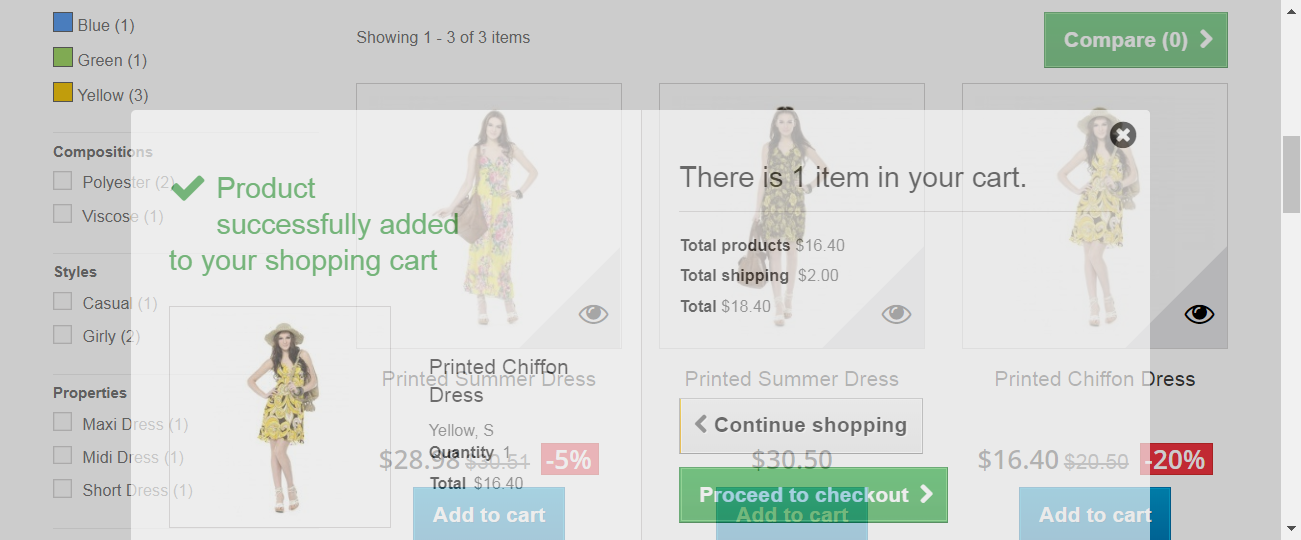 Blue (1)
Green (1)
Yellow (3)
Compositions
Polyester (2)
Viscose (1)
Styles
Casual (1)
Girly (2)
Properties
Maxi Dress (1)
Midi Dress (1)
Short Dress (1)
Showing 1 - 3 of 3 items
Compare (0)
Printed Summer Dress
$28.98 $30.51 -5%
Add to cart
Printed Summer Dress
$30.50
Add to cart
Printed Chiffon Dress
$16.40 $20.50 -20%
Add to cart
Product
successfully added
to your shopping cart
Printed Chiffon
Dress
Yellow, S
Quantity 1
Total $16.40
There is 1 item in your cart.
Total products $16.40
Total shipping $2.00
Total $18.40
Continue shopping
Proceed to checkout